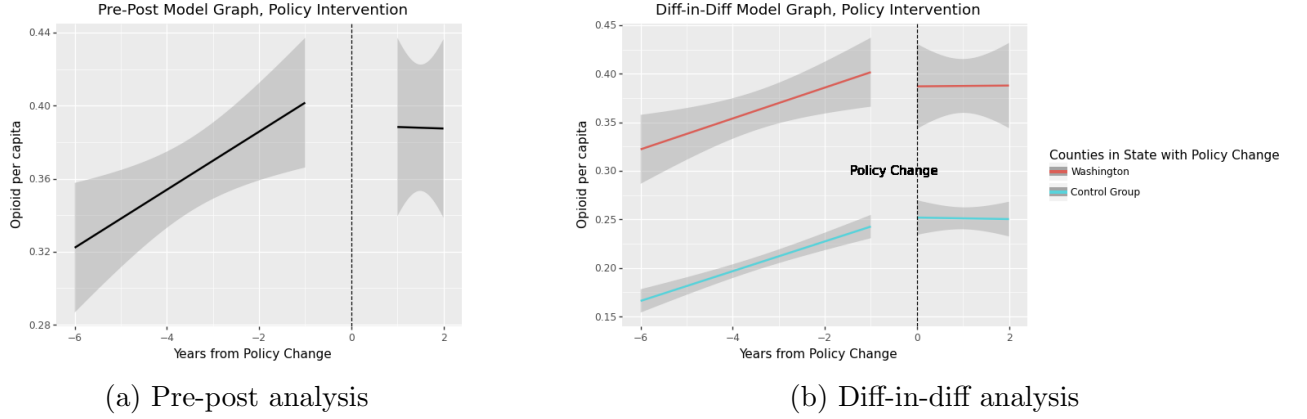 Pre-Post Model Graph, Policy Intervention
0.44
0.40
0.36
0.32
0.28
Opioid per capita
−6
−4
−2
0
2
Years from Policy Change
(a) Pre-post analysis
Diff-in-Diff Model Graph, Policy Intervention
0.45
0.40
0.35
0.30
0.25
0.20
0.15
Opioid per capita
Policy Change
−6
−4
−2
0
2
Years from Policy Change
Counties in State with Policy Change
Washington
Control Group
(b) Diff-in-diff analysis